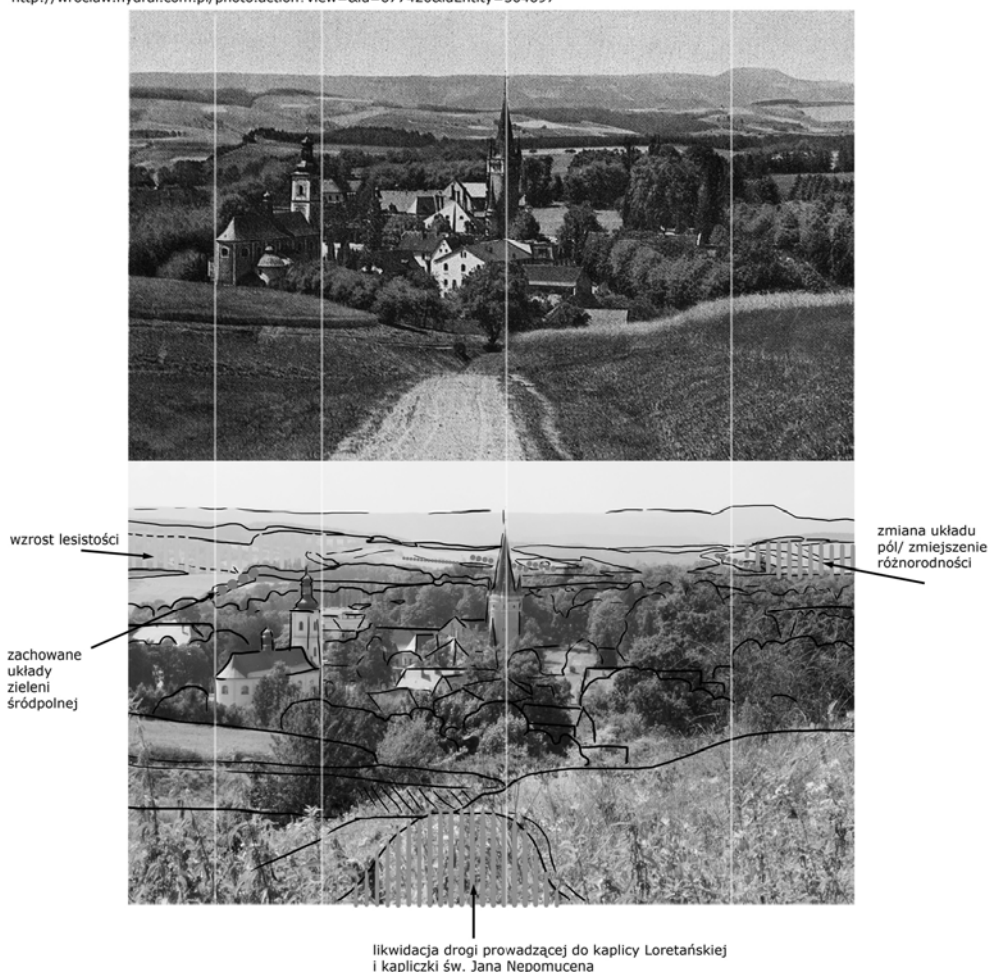 wzrost lesistości
zmiana układu
pól/ zmiejszenie
różnorodności
zachowane
układy
zieleni
śródpolnej
likwidacja drogi prowadzącej do kaplicy Loretańskiej
i kapliczki św. Jana Nepomucena